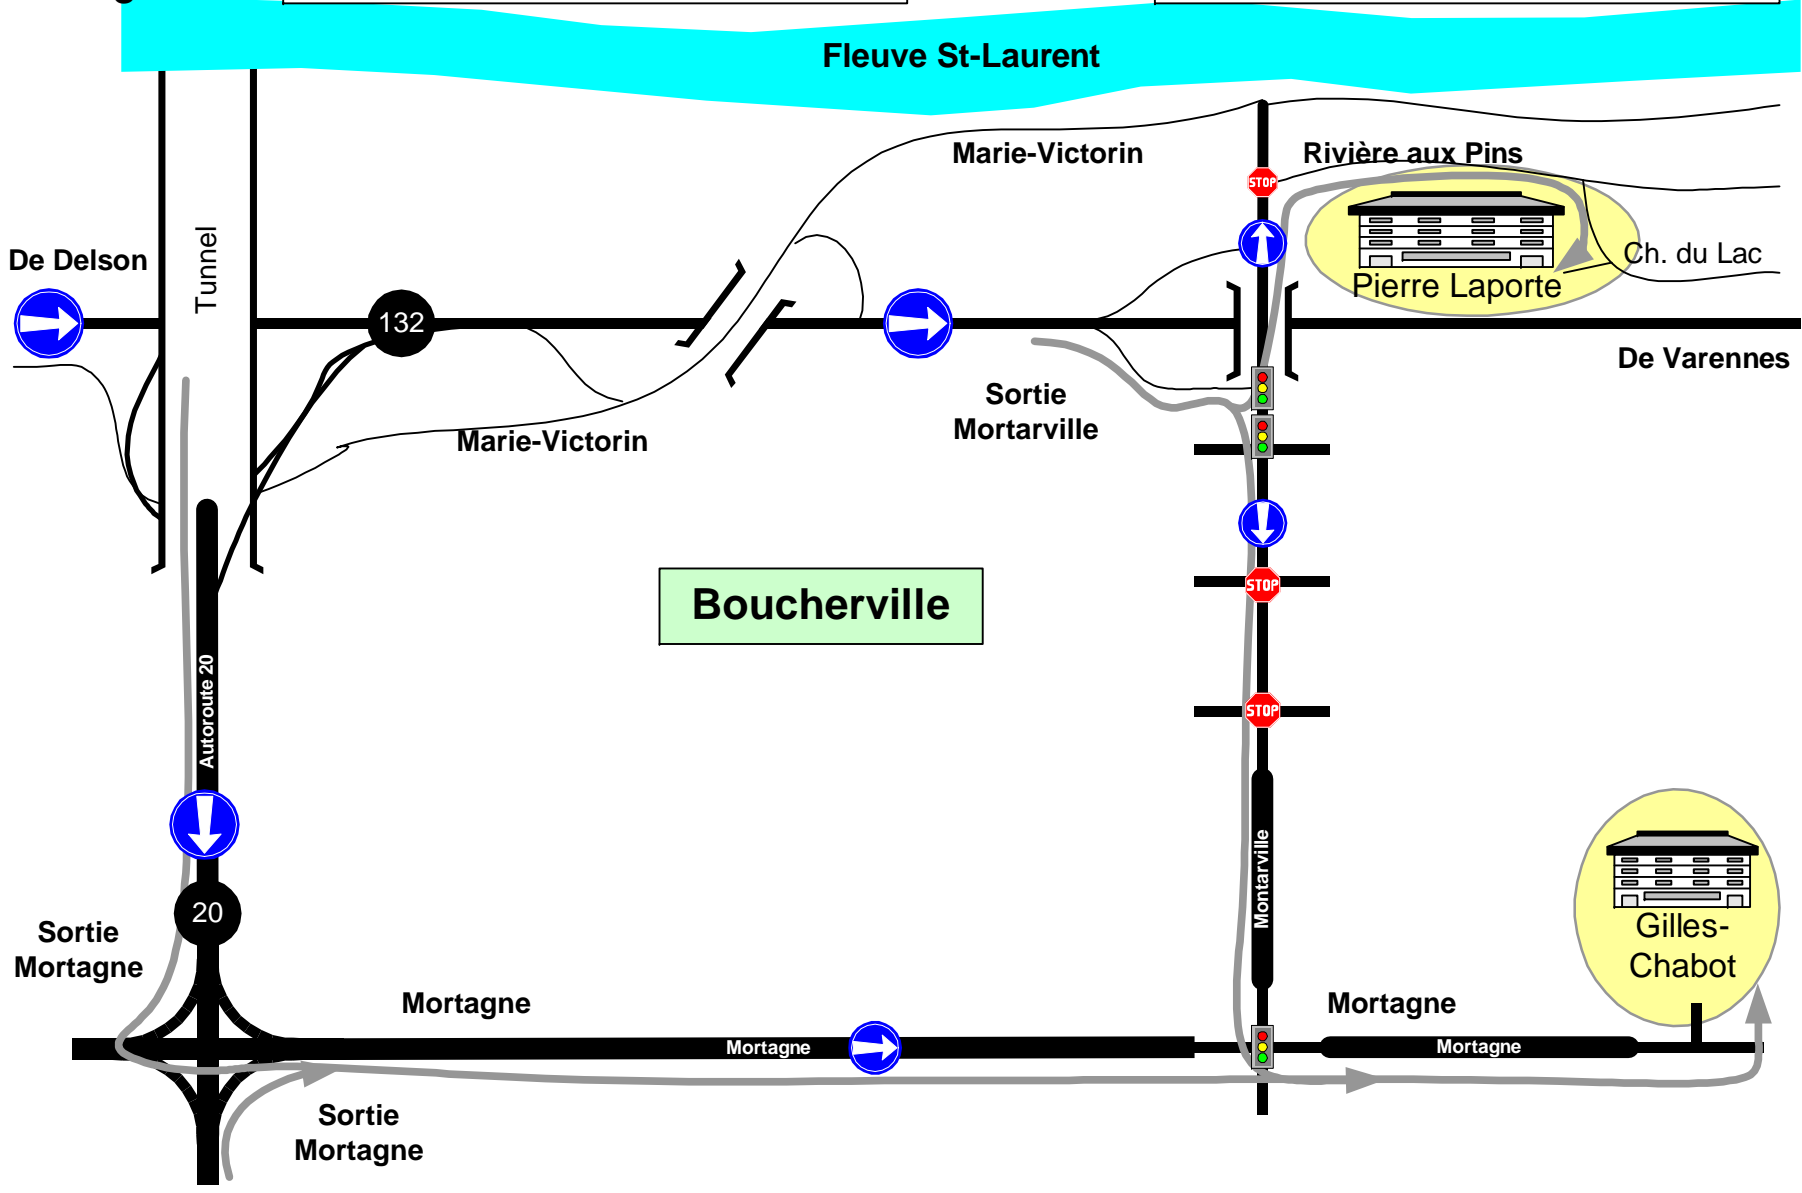 Fleuve St-Laurent
Marie-Victorin
Rivière aux Pins
STOP
De Delson
Tunnel
Ch. du Lac
Pierre Laporte
132
De Varennes
Sortie
Mortarville
Marie-Victorin
STOP
Boucherville
Autoroute 20
STOP
Montarville
20
Sortie
Mortagne
Gilles-
Chabot
Mortagne
Mortagne
Mortagne
Mortagne
Sortie
Mortagne